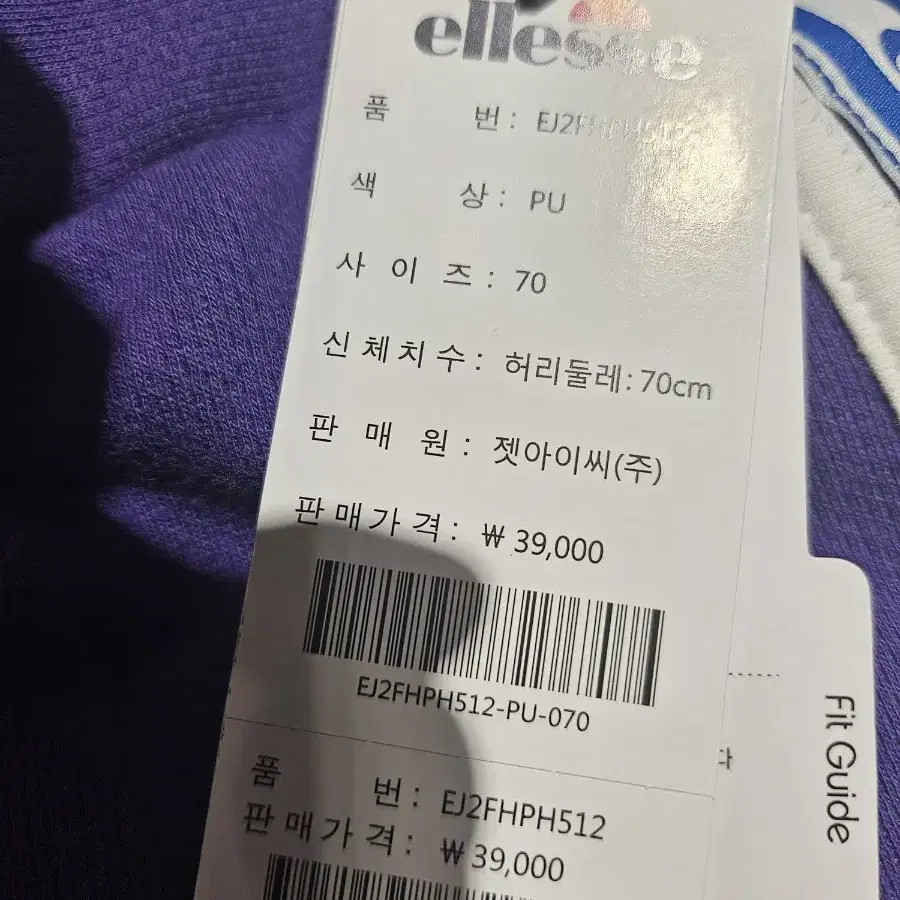 ellesse
품 번 : EJ2FHPH512
색 상 : PU
사 이 즈 : 70
신 체 치 수 : 허리둘레 : 70cm
판 매 원 : 젯아이씨(주)
판 매 가 격 : ₩ 39,000
EJ2FHPH512-PU-070
품 번 : EJ2FHPH512
판 매 가 격 : ₩ 39,000
Fit Guide